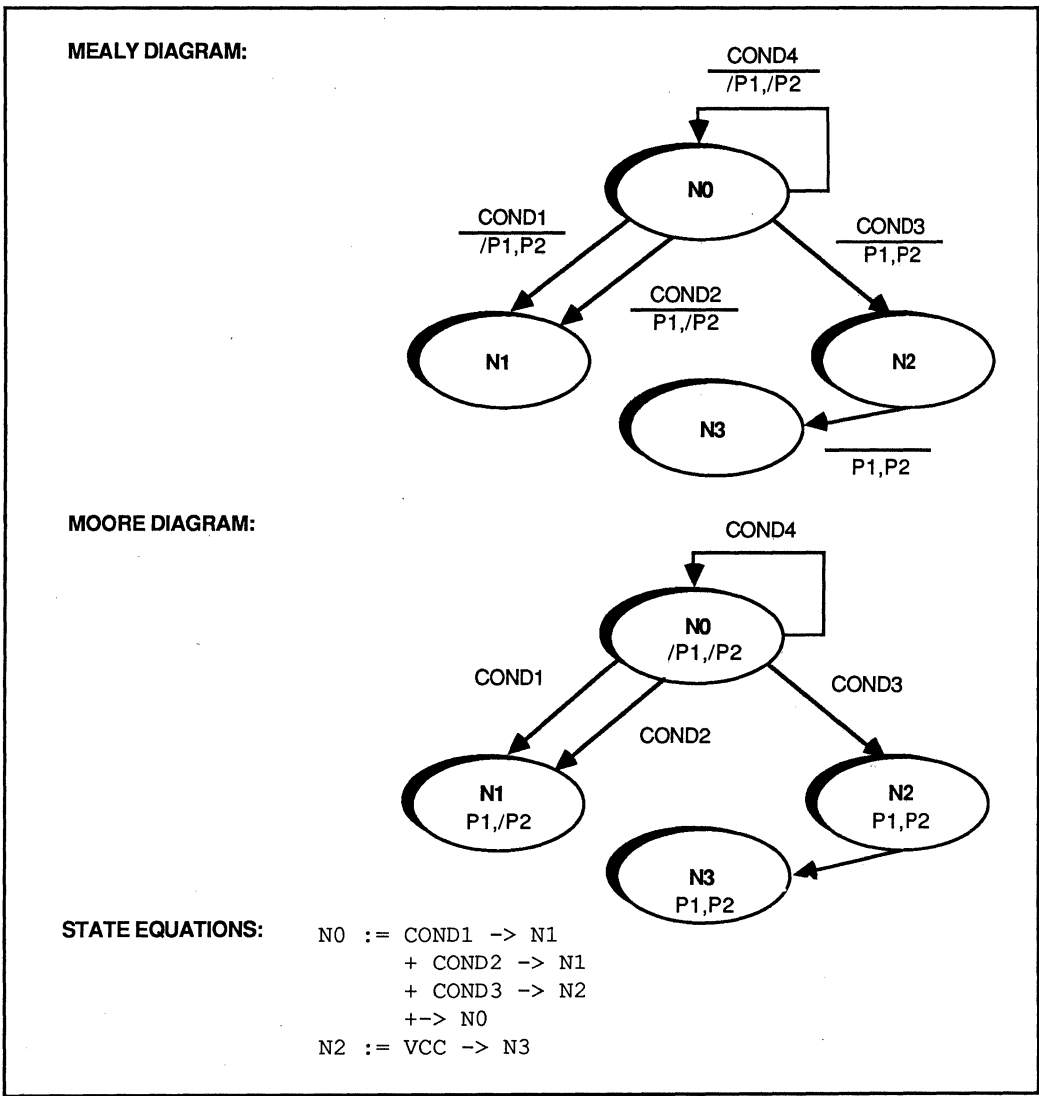 MEALY DIAGRAM:
COND4
/P1,/P2
N0
COND1
/P1,P2
COND3
P1,P2
COND2
P1,/P2
N1
N2
N3
P1,P2
MOORE DIAGRAM:
COND4
N0
/P1,/P2
COND1
COND3
COND2
N1
P1,/P2
N2
P1,P2
N3
P1,P2
STATE EQUATIONS:
N0 := COND1 -> N1
+ COND2 -> N1
+ COND3 -> N2
+-> N0
N2 := VCC -> N3